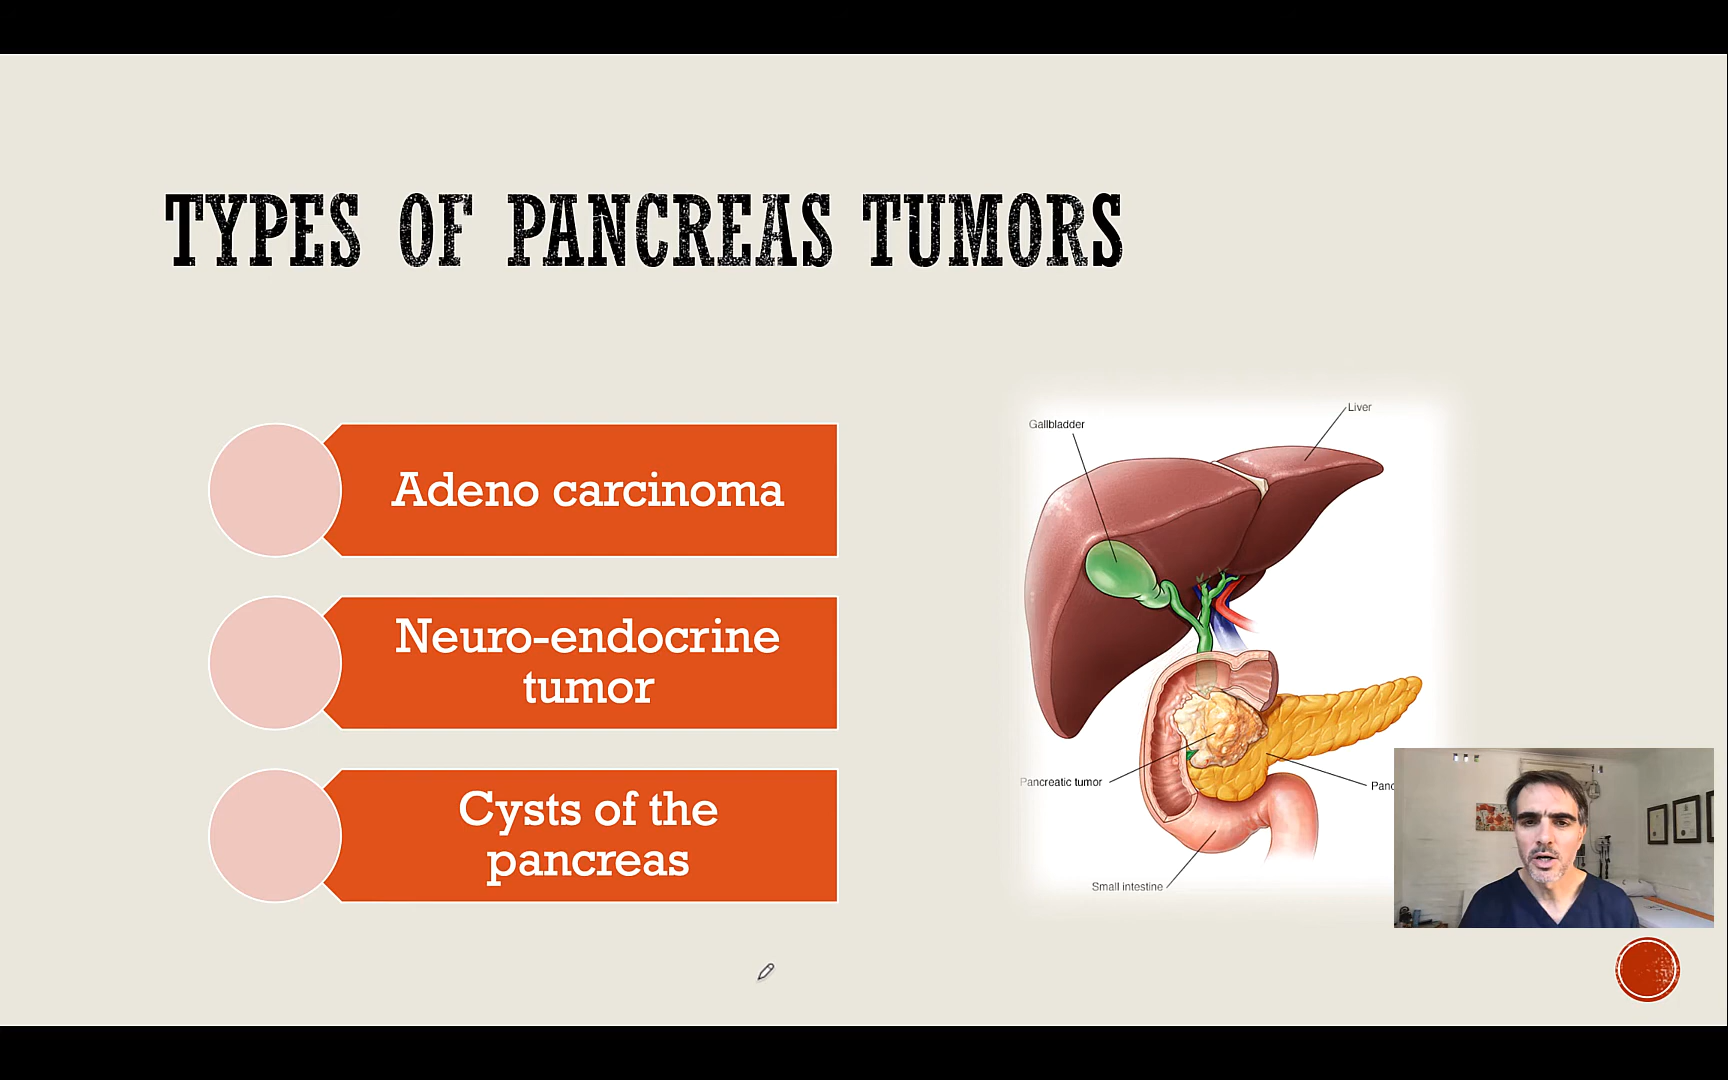 TYPES OF PANCREAS TUMORS
Adeno carcinoma
Neuro-endocrine
tumor
Cysts of the
pancreas
Liver
Gallbladder
Pancreatic tumor
Panc
Small intestine